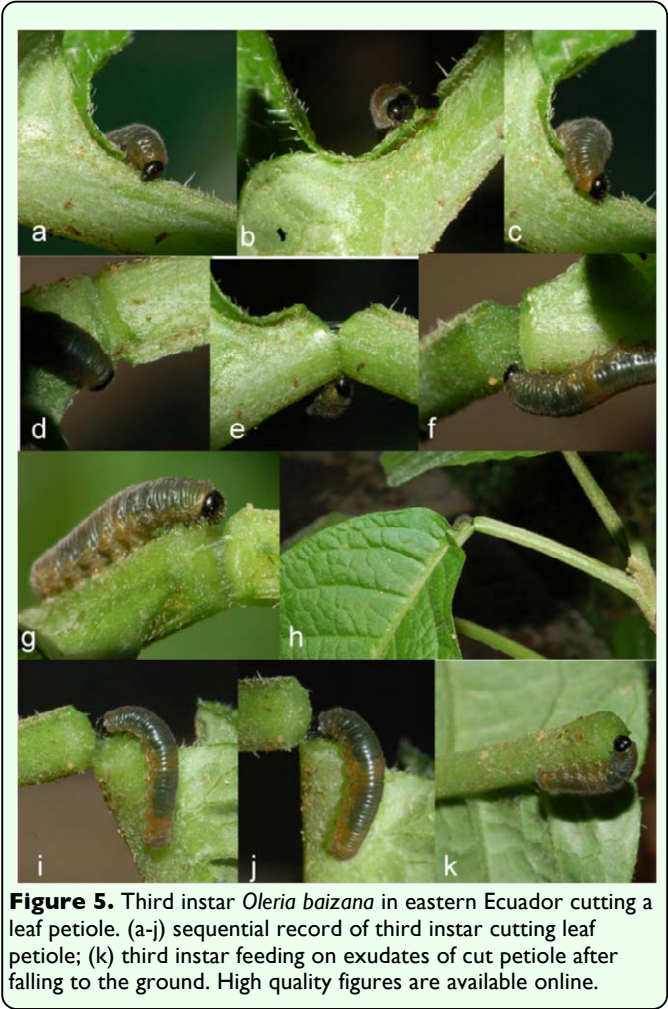 a
b
c
d
e
f
g
h
i
j
k
Figure 5. Third instar Oleria baizana in eastern Ecuador cutting a
leaf petiole. (a-j) sequential record of third instar cutting leaf
petiole; (k) third instar feeding on exudates of cut petiole after
falling to the ground. High quality figures are available online.